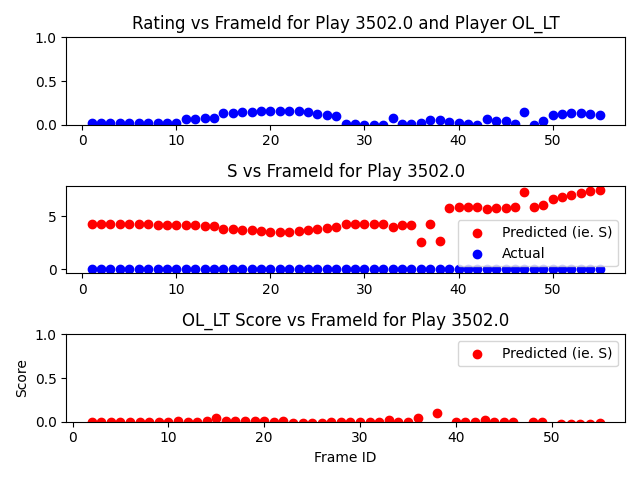 Rating vs FrameId for Play 3502.0 and Player OL_LT
1.0
0.5
0.0
0 10 20 30 40 50
S vs FrameId for Play 3502.0
5
0
Predicted (ie. S)
Actual
0 10 20 30 40 50
OL_LT Score vs FrameId for Play 3502.0
1.0
0.5
0.0
Score
Predicted (ie. S)
0 10 20 30 40 50
Frame ID